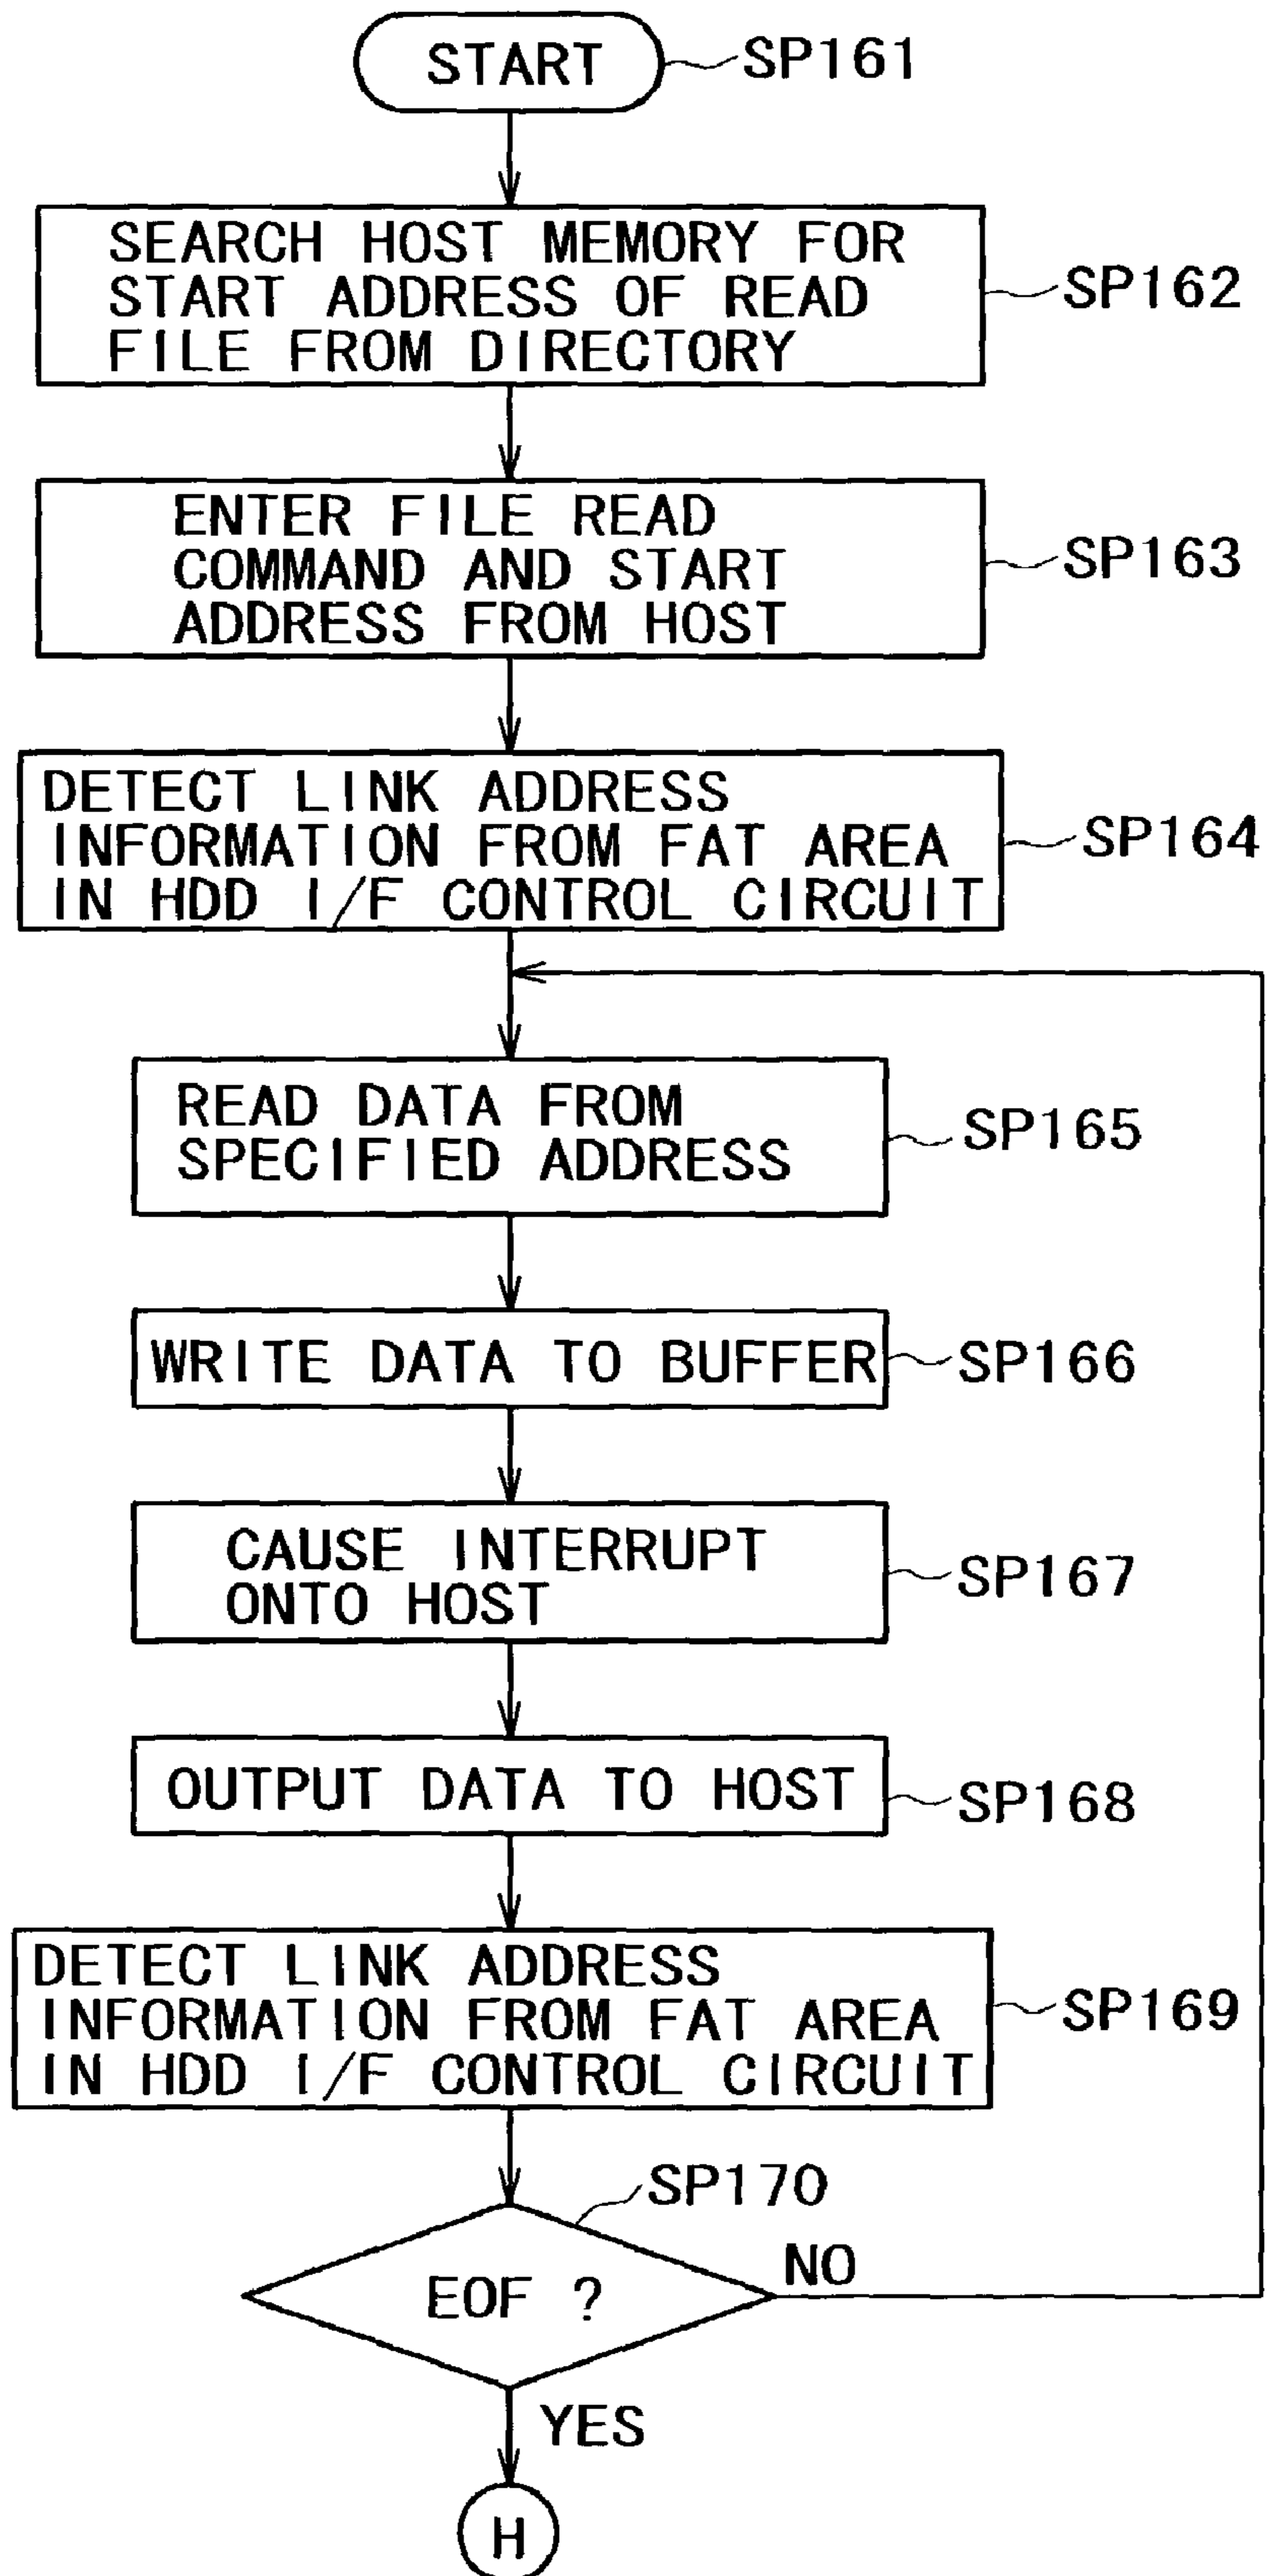 START
SP161
SEARCH HOST MEMORY FOR
START ADDRESS OF READ
FILE FROM DIRECTORY
SP162
ENTER FILE READ
COMMAND AND START
ADDRESS FROM HOST
SP163
DETECT LINK ADDRESS
INFORMATION FROM FAT AREA
IN HDD I/F CONTROL CIRCUIT
SP164
READ DATA FROM
SPECIFIED ADDRESS
SP165
WRITE DATA TO BUFFER
SP166
CAUSE INTERRUPT
ONTO HOST
SP167
OUTPUT DATA TO HOST
SP168
DETECT LINK ADDRESS
INFORMATION FROM FAT AREA
IN HDD I/F CONTROL CIRCUIT
SP169
SP170
EOF ?
NO
YES
H